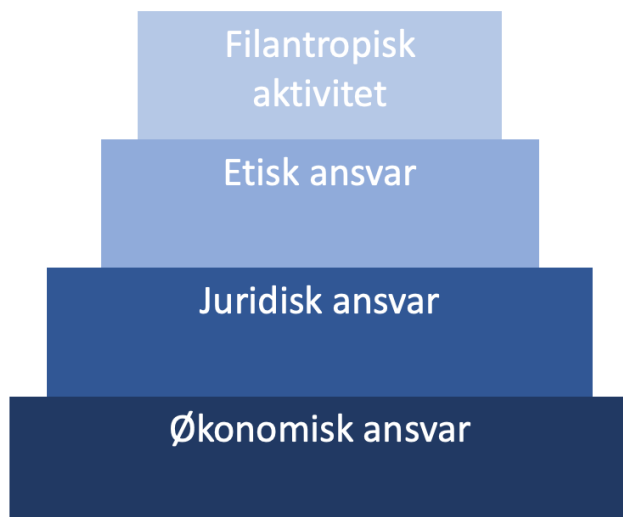 Filantropisk
aktivitet
Etisk ansvar
Juridisk ansvar
Økonomisk ansvar